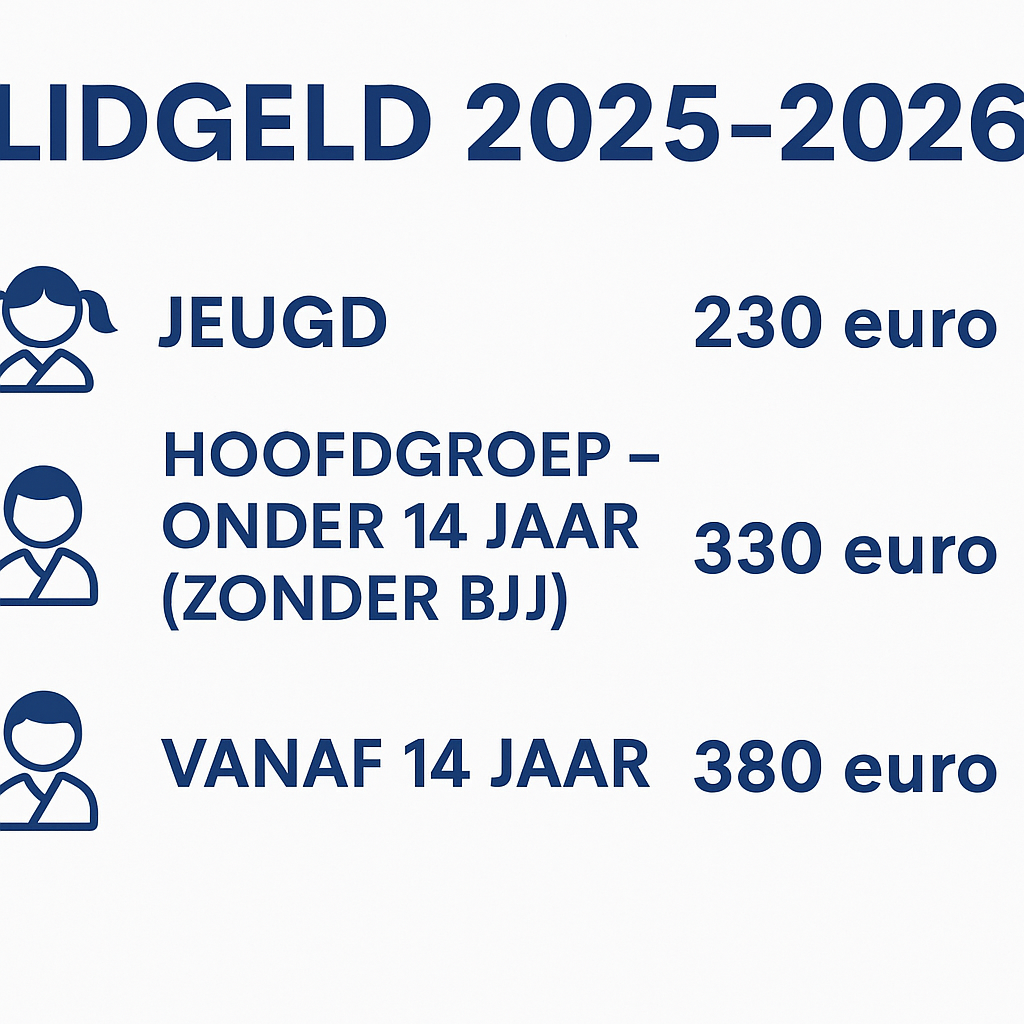 LIDGELD 2025-2026
JEUGD 230 euro
HOOFDGROEP –
ONDER 14 JAAR
(ZONDER BJJ)
330 euro
VANAF 14 JAAR 380 euro